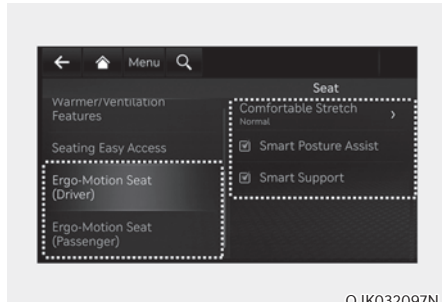 Menu
Seat
Warmer/Ventilation
Features
Seating Easy Access
Ergo-Motion Seat
(Driver)
Ergo-Motion Seat
(Passenger)
Comfortable Stretch
Normal
Smart Posture Assist
Smart Support
OJK032097N